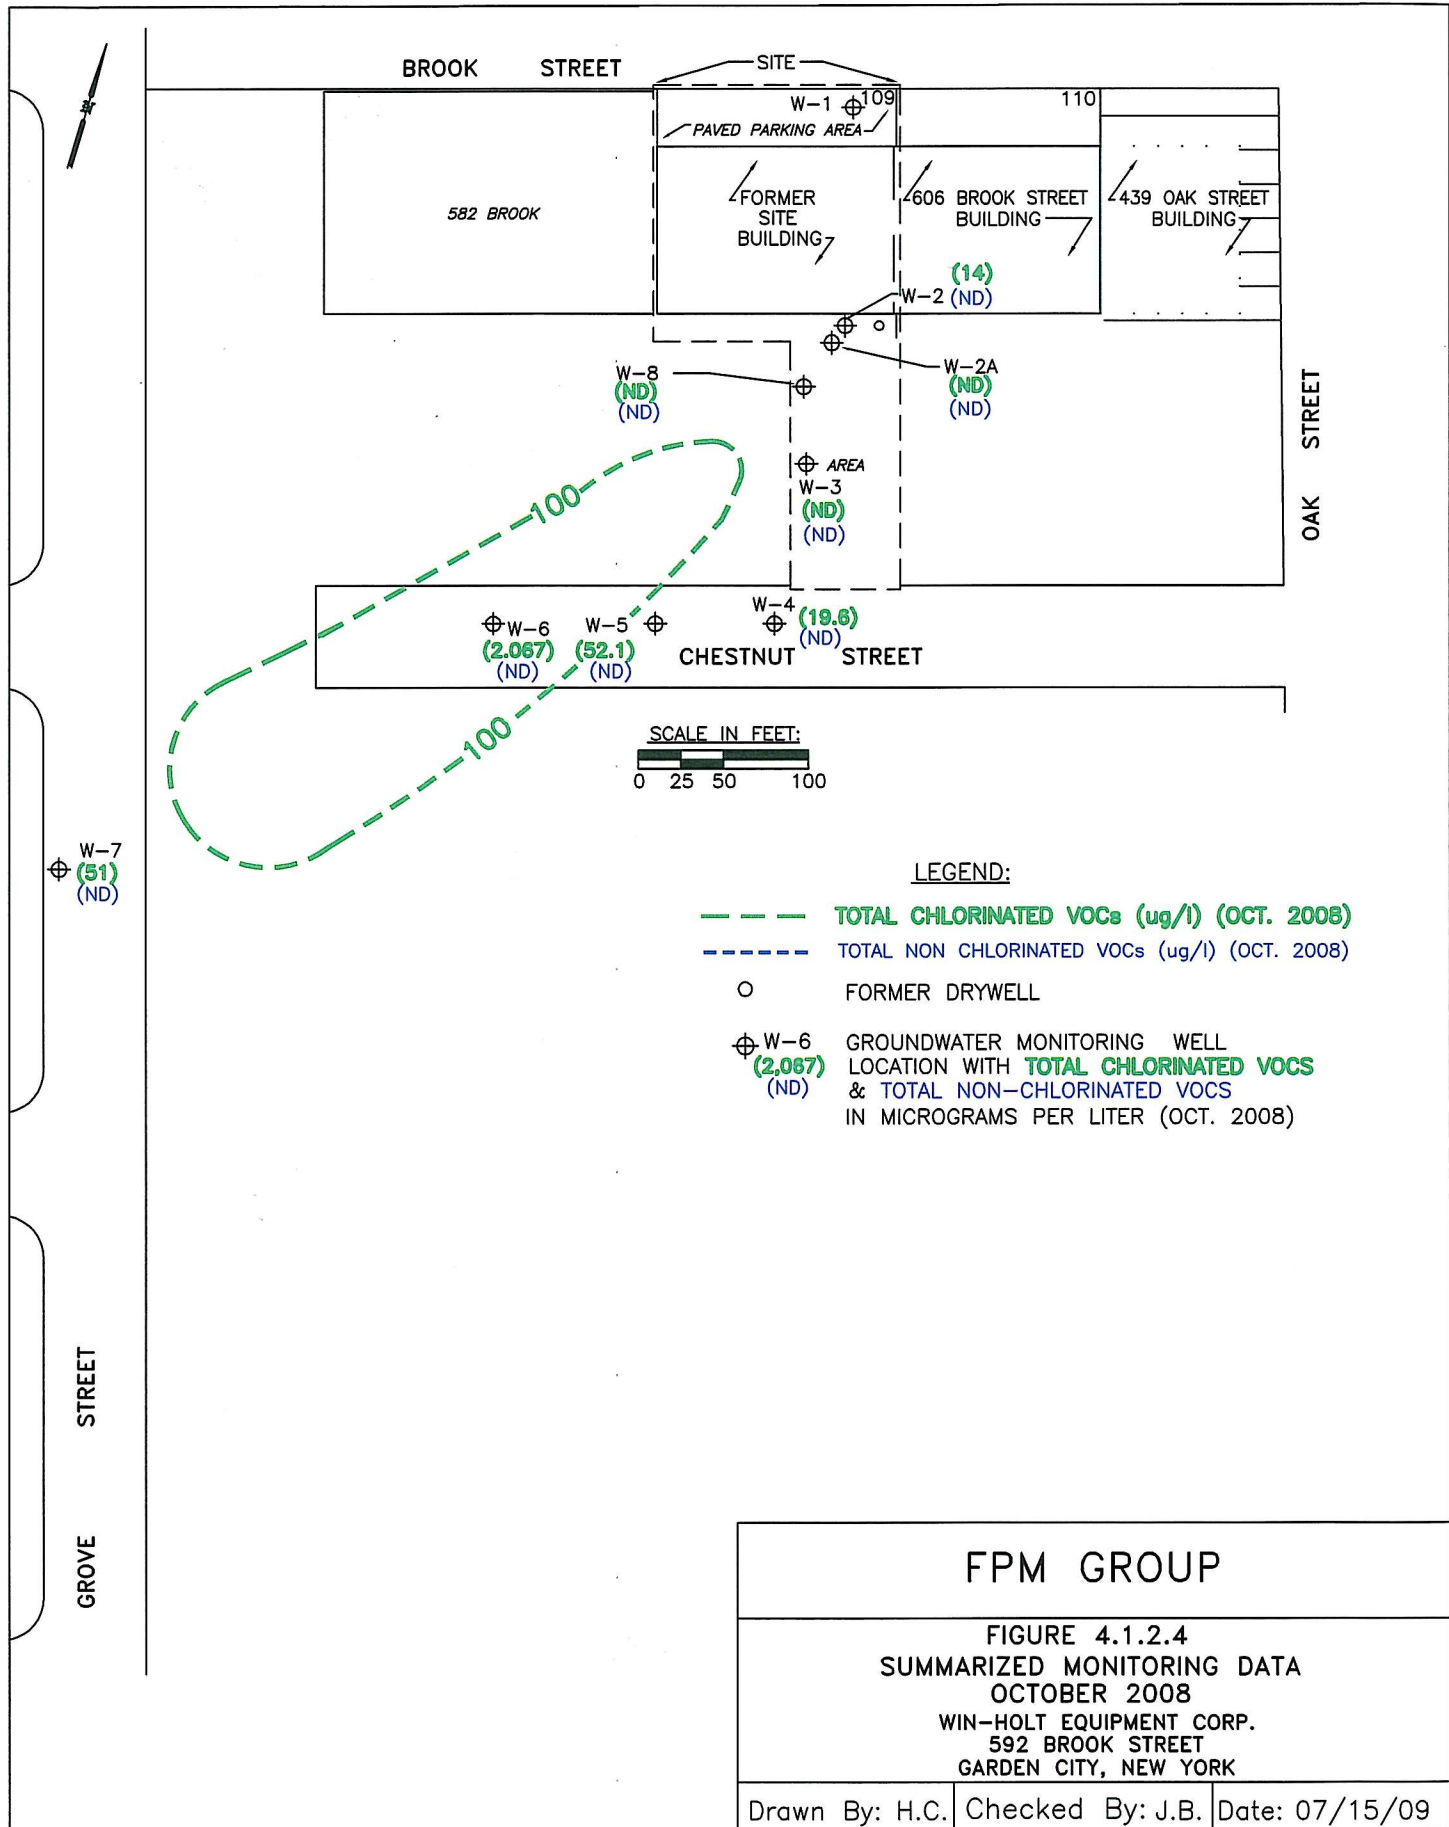 BROOK STREET
SITE
W-1
109
110
PAVED PARKING AREA
582 BROOK
FORMER
SITE
BUILDING
606 BROOK STREET
BUILDING
439 OAK STREET
BUILDING
(14)
W-2 (ND)
W-8
(ND)
(ND)
W-2A
(ND)
(ND)
OAK STREET
100
AREA
W-3
(ND)
(ND)
W-6
(2.067)
(ND)
W-5
(52.1)
(ND)
W-4
(19.6)
(ND)
CHESTNUT STREET
100
SCALE IN FEET:
0 25 50 100
W-7
(51)
(ND)
LEGEND:
TOTAL CHLORINATED VOCs (ug/l) (OCT. 2008)
TOTAL NON CHLORINATED VOCs (ug/l) (OCT. 2008)
FORMER DRYWELL
W-6
(2,067)
(ND)
GROUNDWATER MONITORING WELL
LOCATION WITH TOTAL CHLORINATED VOCS
& TOTAL NON-CHLORINATED VOCS
IN MICROGRAMS PER LITER (OCT. 2008)
GROVE STREET
FPM GROUP
FIGURE 4.1.2.4
SUMMARIZED MONITORING DATA
OCTOBER 2008
WIN-HOLT EQUIPMENT CORP.
592 BROOK STREET
GARDEN CITY, NEW YORK
Drawn By: H.C. Checked By: J.B. Date: 07/15/09